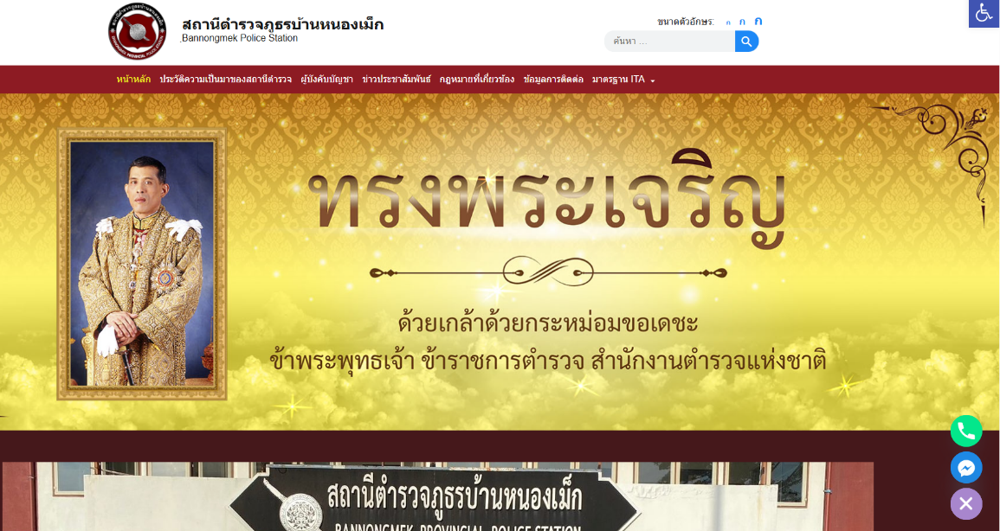 สถานีตำรวจภูธรบ้านหนองเม็ก
Bannongmek Police Station
ขนาดตัวอักษร: ก ก ก
ค้นหา ...
หน้าหลัก ประวัติความเป็นมาของสถานีตำรวจ ผู้บังคับบัญชา ข่าวประชาสัมพันธ์ กฎหมายที่เกี่ยวข้อง ข้อมูลการติดต่อ มาตรฐาน ITA
ทรงพระเจริญ
ด้วยเกล้าด้วยกระหม่อมขอเดชะ
ข้าพระพุทธเจ้า ข้าราชการตำรวจ สำนักงานตำรวจแห่งชาติ
สถานีตำรวจภูธรบ้านหนองเม็ก
BANNONGMEK PROVINCIAL POLICE STATION